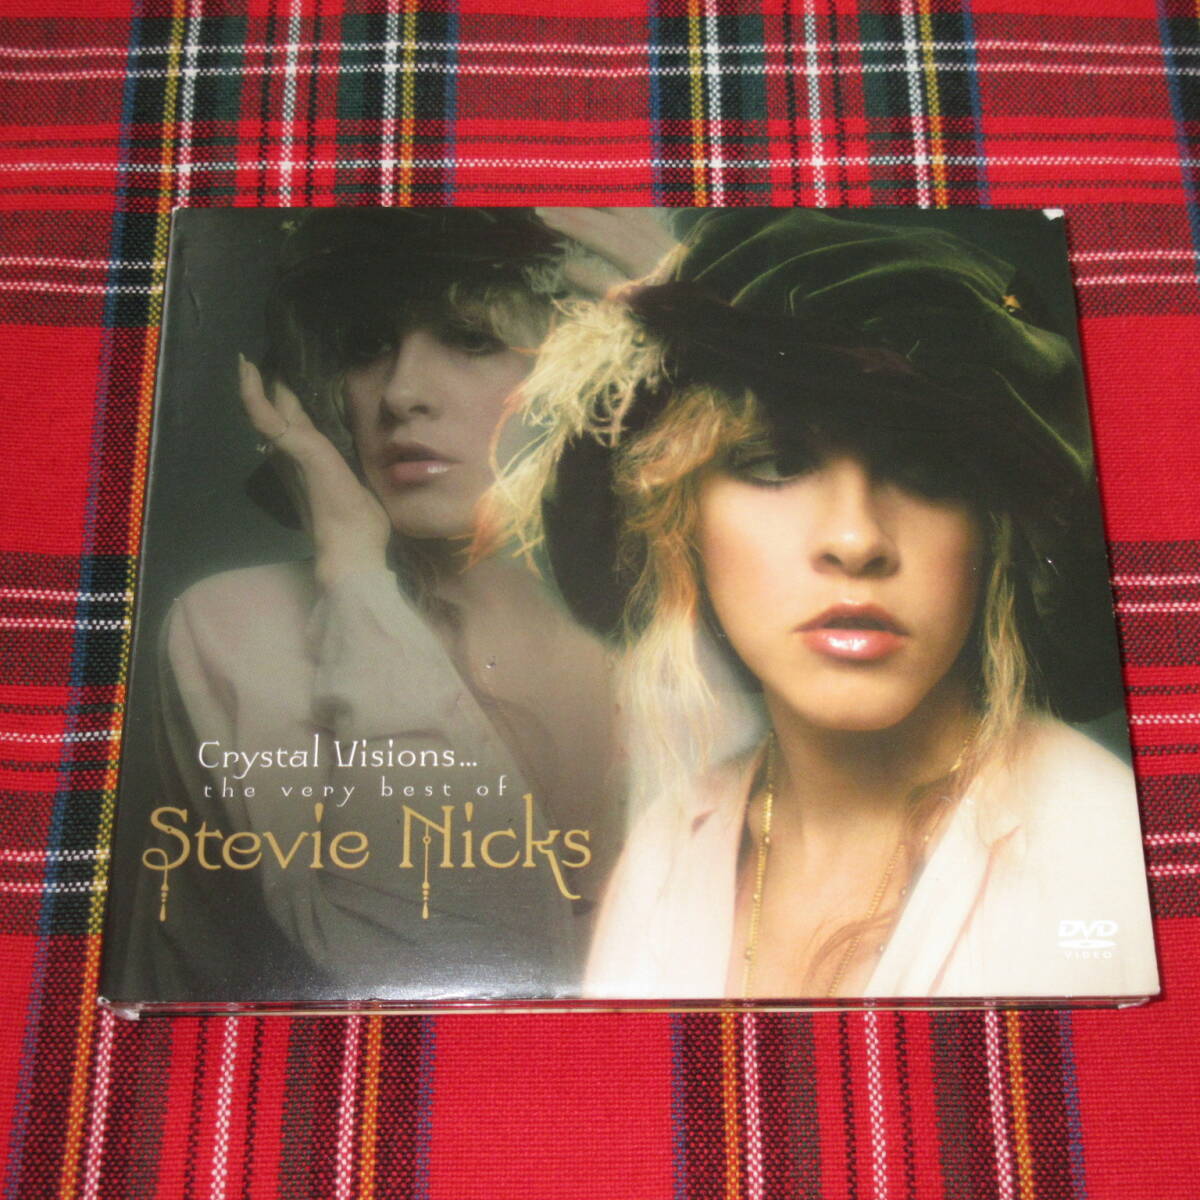 Crystal Visions...
the very best of
Stevie Nicks
DVD
VIDEO